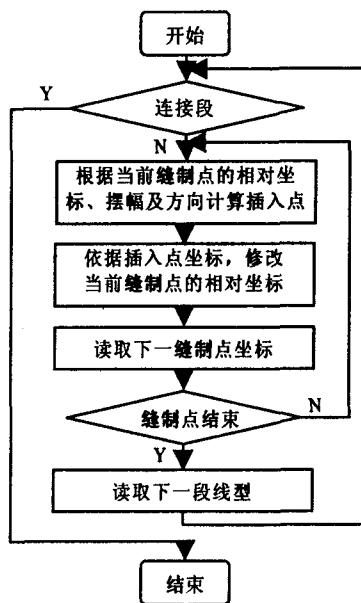 开始
Y
连接段
N
根据当前缝制点的相对坐
标、摆幅及方向计算插入点
依据插入点坐标，修改
当前缝制点的相对坐标
读取下一缝制点坐标
缝制点结束
N
Y
读取下一段线型
结束